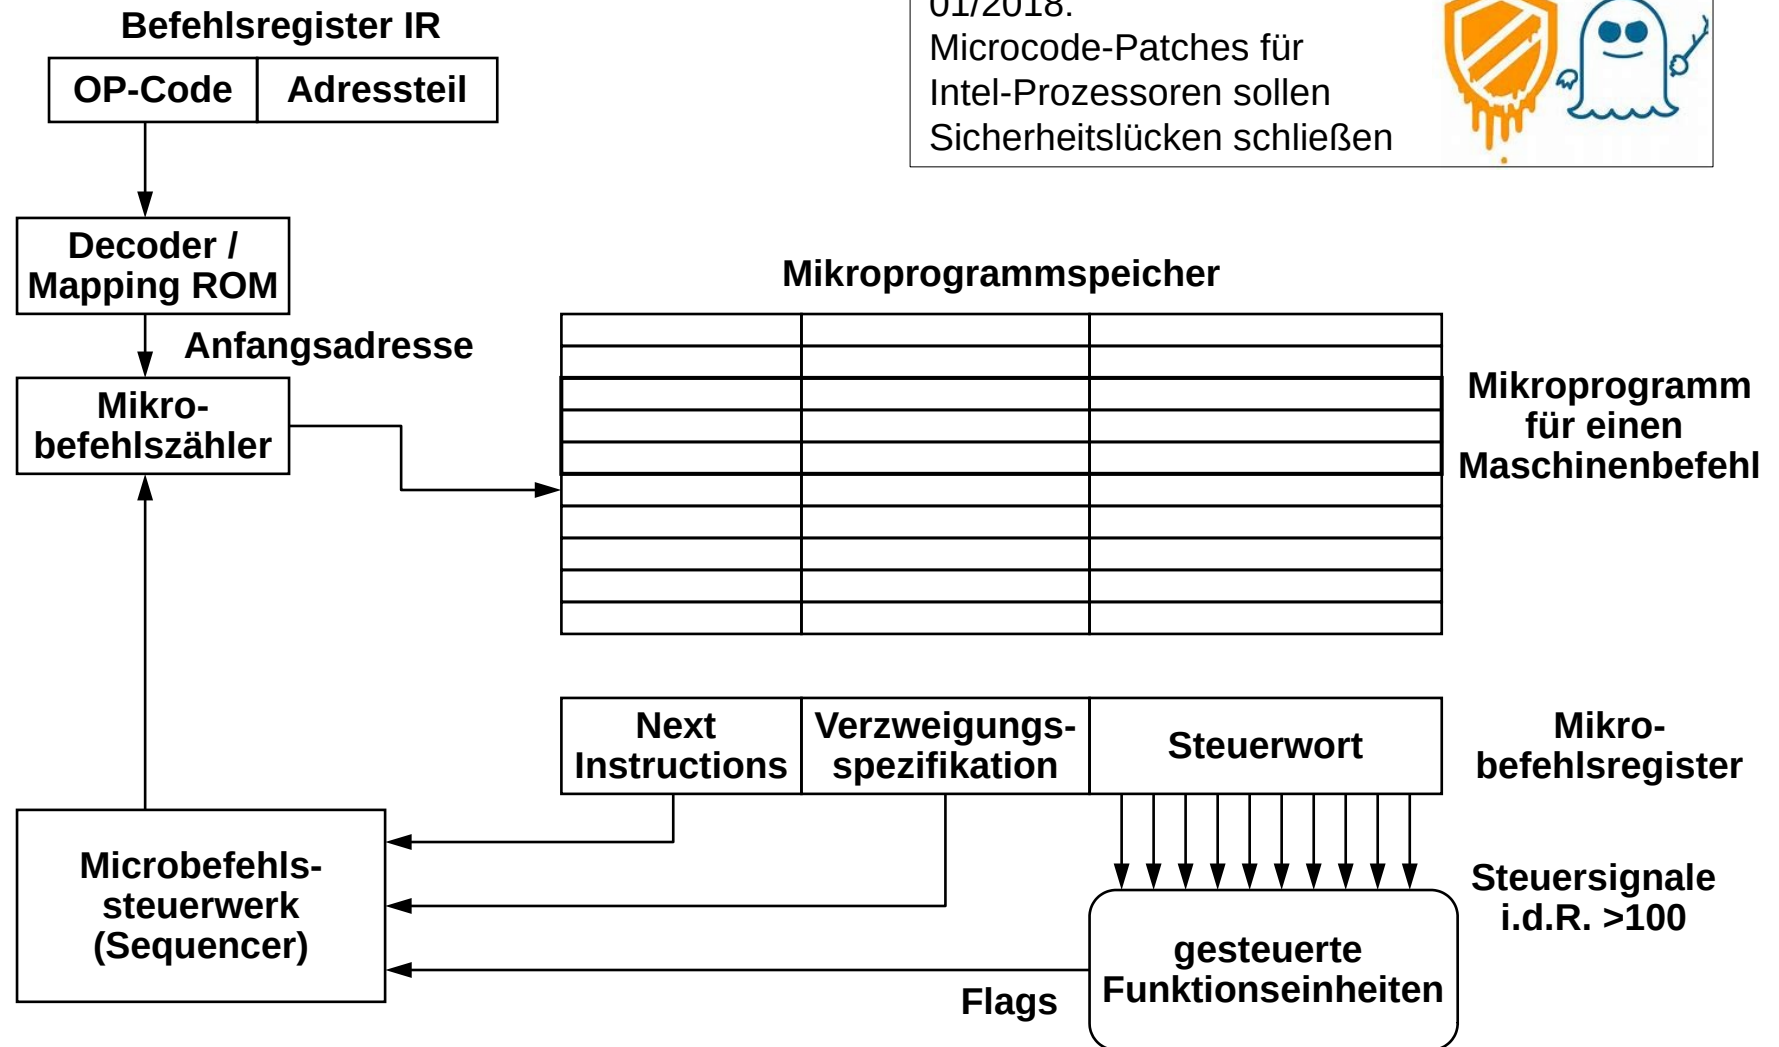 Befehlsregister IR
OP-Code
Adressteil
01/2018:
Microcode-Patches für
Intel-Prozessoren sollen
Sicherheitslücken schließen
Decoder /
Mapping ROM
Anfangsadresse
Mikro-
befehlszähler
Mikroprogrammspeicher
Mikroprogramm
für einen
Maschinenbefehl
Next
Instructions
Verzweigungs-
spezifikation
Steuerwort
Mikro-
befehlsregister
Microbefehls-
steuerwerk
(Sequencer)
Steuersignale
i.d.R. >100
gesteuerte
Funktionseinheiten
Flags